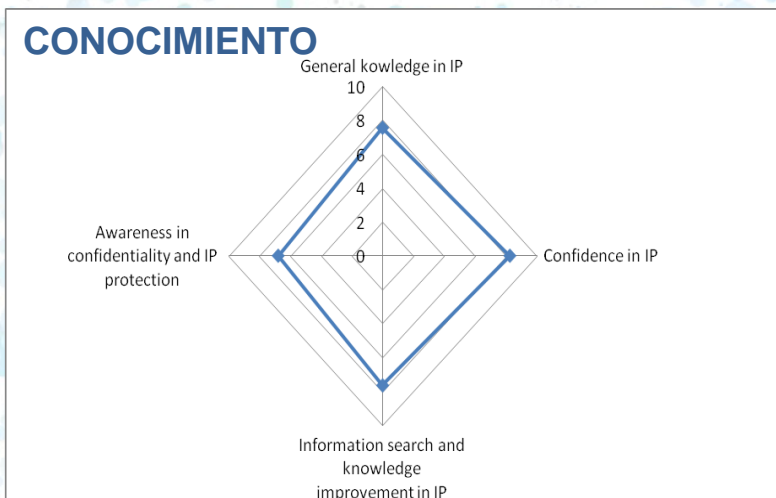 CONOCIMIENTO
General kowledge in IP
10
8
6
4
2
0
Awareness in
confidentiality and IP
protection
Confidence in IP
Information search and
knowledge
improvement in IP